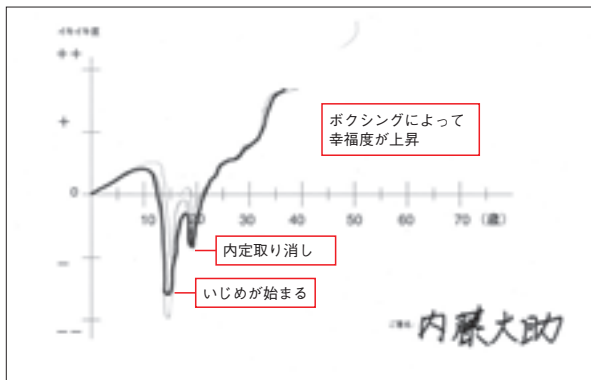 イキイキ度
++
+
ボクシングによって
幸福度が上昇
0
10 20 30 40 50 60 70 (歳)
内定取り消し
−
いじめが始まる
−−
内藤大助